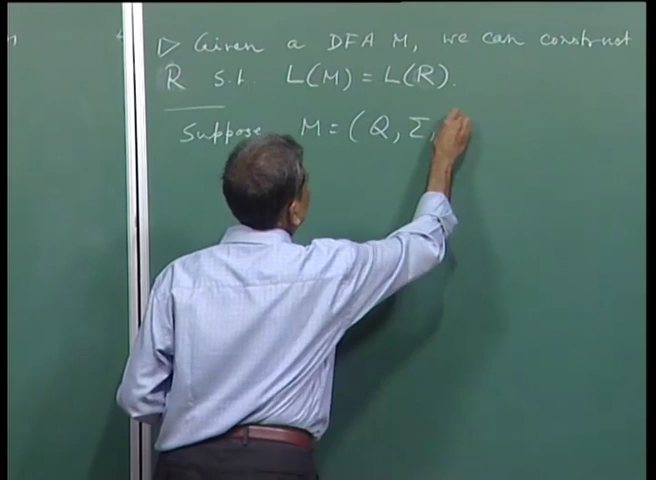 ▷ Given a DFA M, we can construct
R s.t. L(M) = L(R).
Suppose M = (Q, Σ,